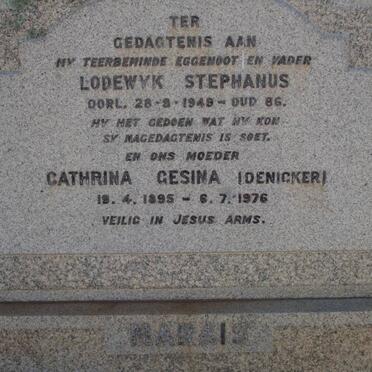 TER
GEDAGTENIS AAN
MY TEERBEMINDE EGGENOOT EN VADER
LODEWYK STEPHANUS
OORL. 28-8-1949 - OUD 86.
HY HET GEDOEN WAT HY KON
SY NAGEDAGTENIS IS SOET.
EN ONS MOEDER
CATHRINA GESINA (DENICKER)
19.4.1895 - 6.7.1976
VEILIG IN JESUS ARMS.
MARAIS